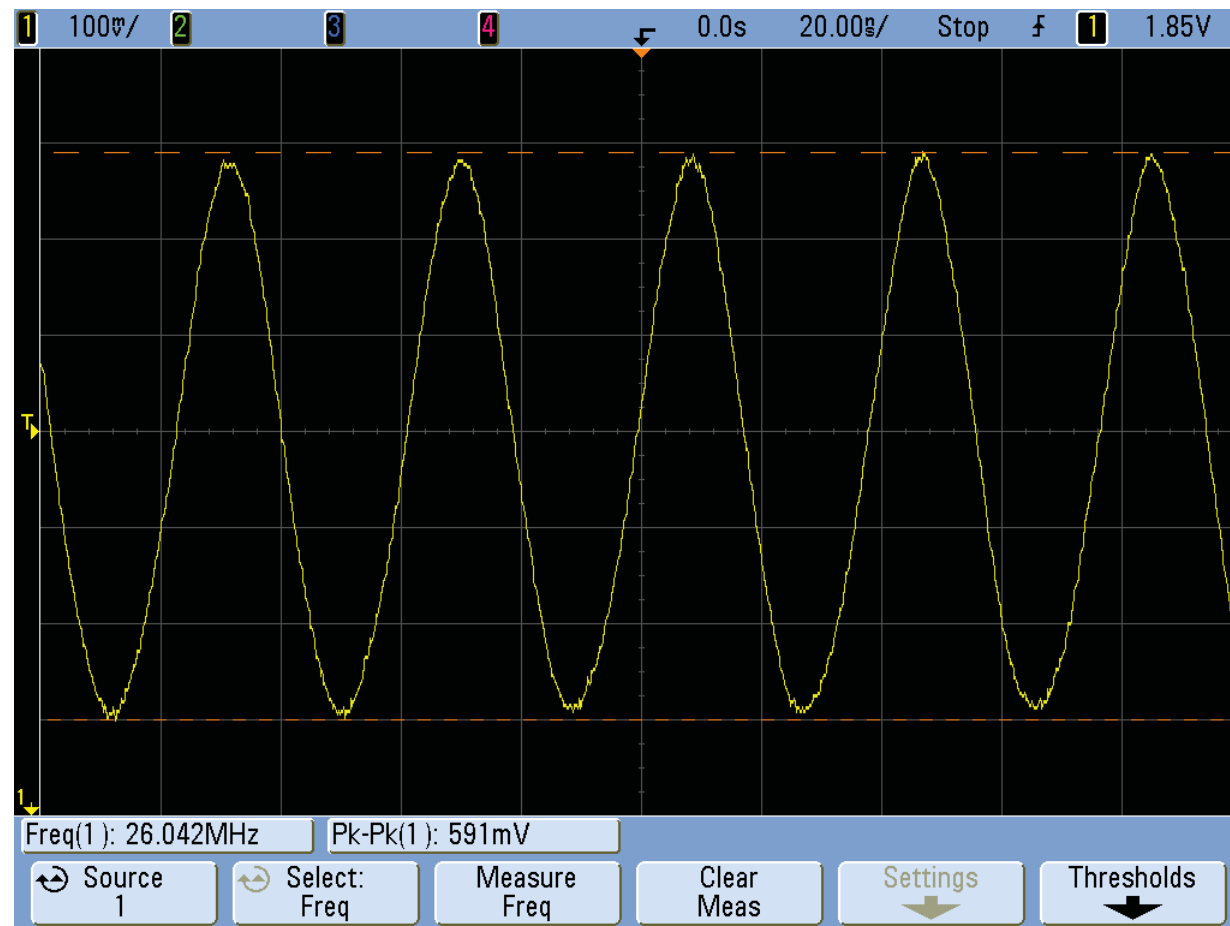 1 100mV/ 2 3 4 0.0s 20.00ns/ Stop 1 1.85V
T
1
Freq(1): 26.042MHz Pk-Pk(1): 591mV
Source Select: Measure Clear Settings Thresholds
1 Freq Freq Meas